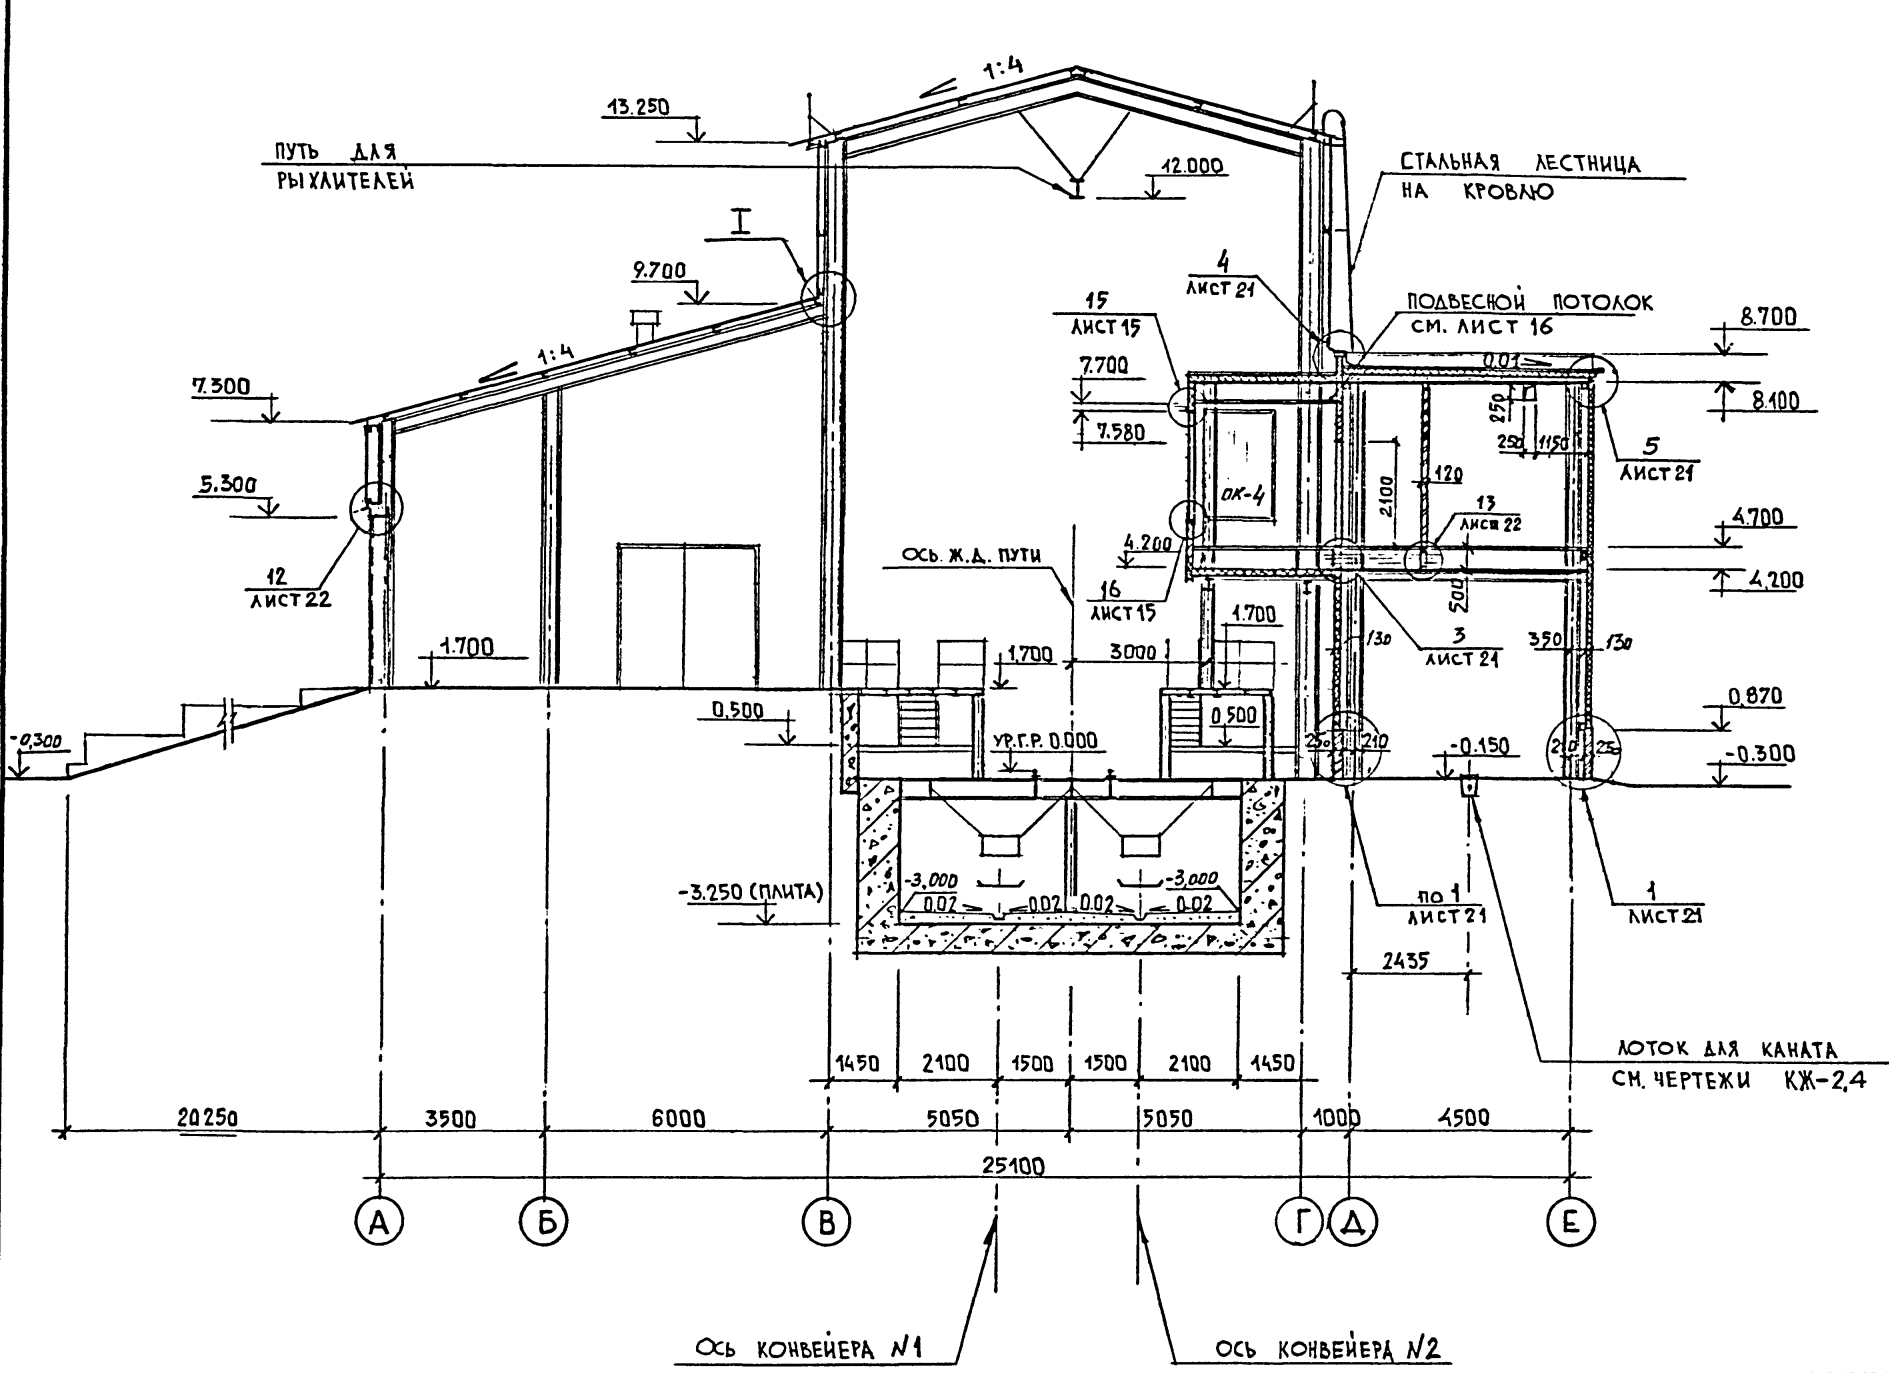 1:4
13.250
ПУТЬ ДЛЯ
РЫХЛИТЕЛЕЙ
12.000
СТАЛЬНАЯ ЛЕСТНИЦА
НА КРОВЛЮ
I
9.700
4
ЛИСТ 21
15
ЛИСТ 15
ПОДВЕСНОЙ ПОТОЛОК
СМ. ЛИСТ 16
8.700
1:4
0.01
7.700
7.300
8.100
250
7.580
250
1150
5
ЛИСТ 21
5.300
ОК-4
2100
120
13
ЛИСТ 22
4.700
ОСЬ Ж.Д. ПУТИ
4.200
12
ЛИСТ 22
16
ЛИСТ 15
500
4,200
1.700
1.700
1,700
3000
130
3
ЛИСТ 21
350
130
0,500
0,500
0,870
-0,300
УР.Г.Р. 0.000
250
210
-0.150
210
250
-0.300
-3.250 (ПЛИТА)
-3,000
-3,000
0.02
0.02
0.02
0.02
ПО 1
ЛИСТ 21
1
ЛИСТ 21
2435
ЛОТОК ДЛЯ КАНАТА
СМ. ЧЕРТЕЖИ КЖ-2,4
1450 2100 1500 1500 2100 1450
20250 3500 6000 5050 5050 1000 4500
25100
А Б В Г Д Е
ОСЬ КОНВЕЙЕРА N1
ОСЬ КОНВЕЙЕРА N2